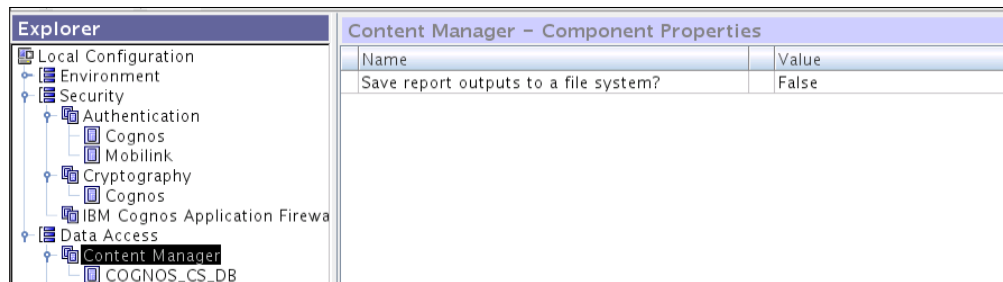 Explorer
Local Configuration
Environment
Security
Authentication
Cognos
Mobilink
Cryptography
Cognos
IBM Cognos Application Firewa
Data Access
Content Manager
COGNOS_CS_DB
Content Manager – Component Properties
Name Value
Save report outputs to a file system? False